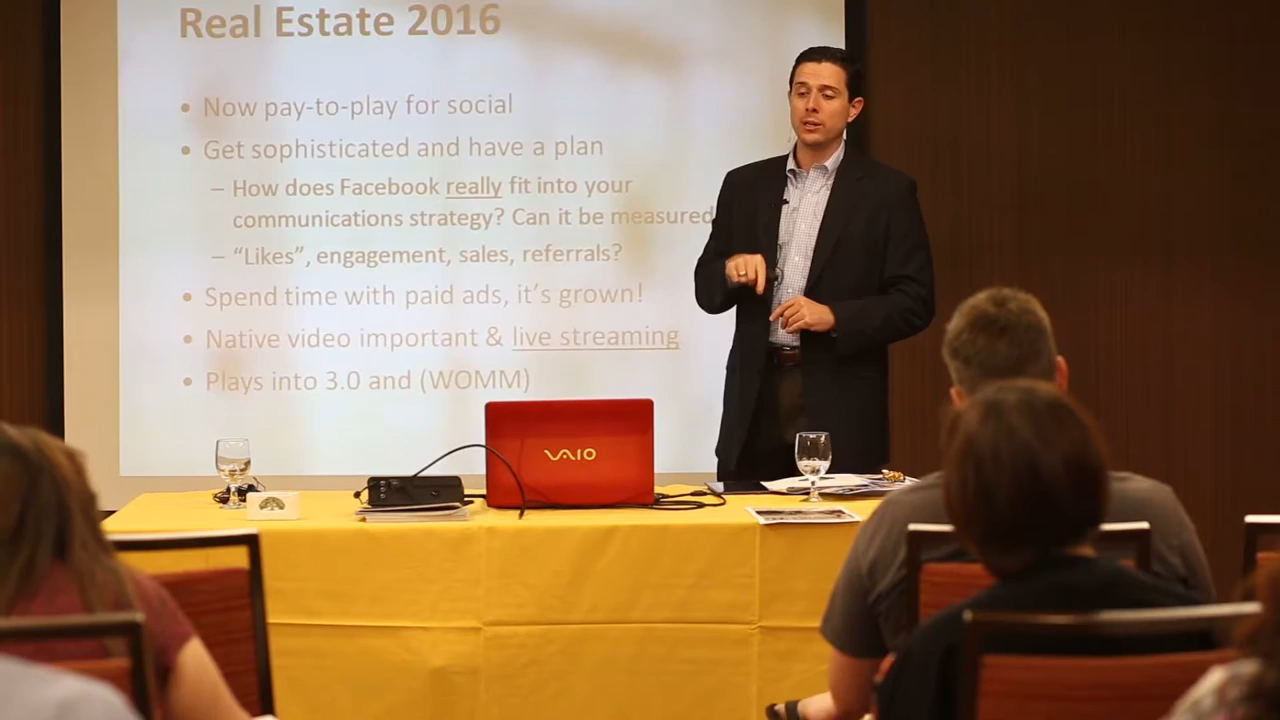 Real Estate 2016
• Now pay-to-play for social
• Get sophisticated and have a plan
– How does Facebook really fit into your
communications strategy? Can it be measured
– “Likes”, engagement, sales, referrals?
• Spend time with paid ads, it’s grown!
• Native video important & live streaming
• Plays into 3.0 and (WOMM)
VAIO